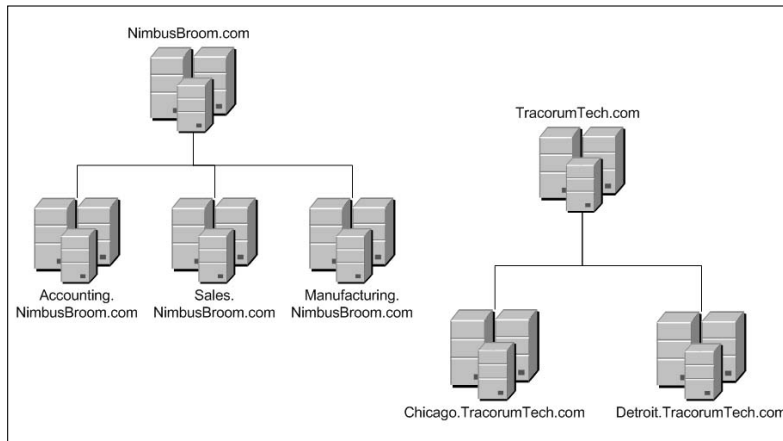 NimbusBroom.com
TracorumTech.com
Accounting.
NimbusBroom.com
Sales.
NimbusBroom.com
Manufacturing.
NimbusBroom.com
Chicago.TracorumTech.com
Detroit.TracorumTech.com